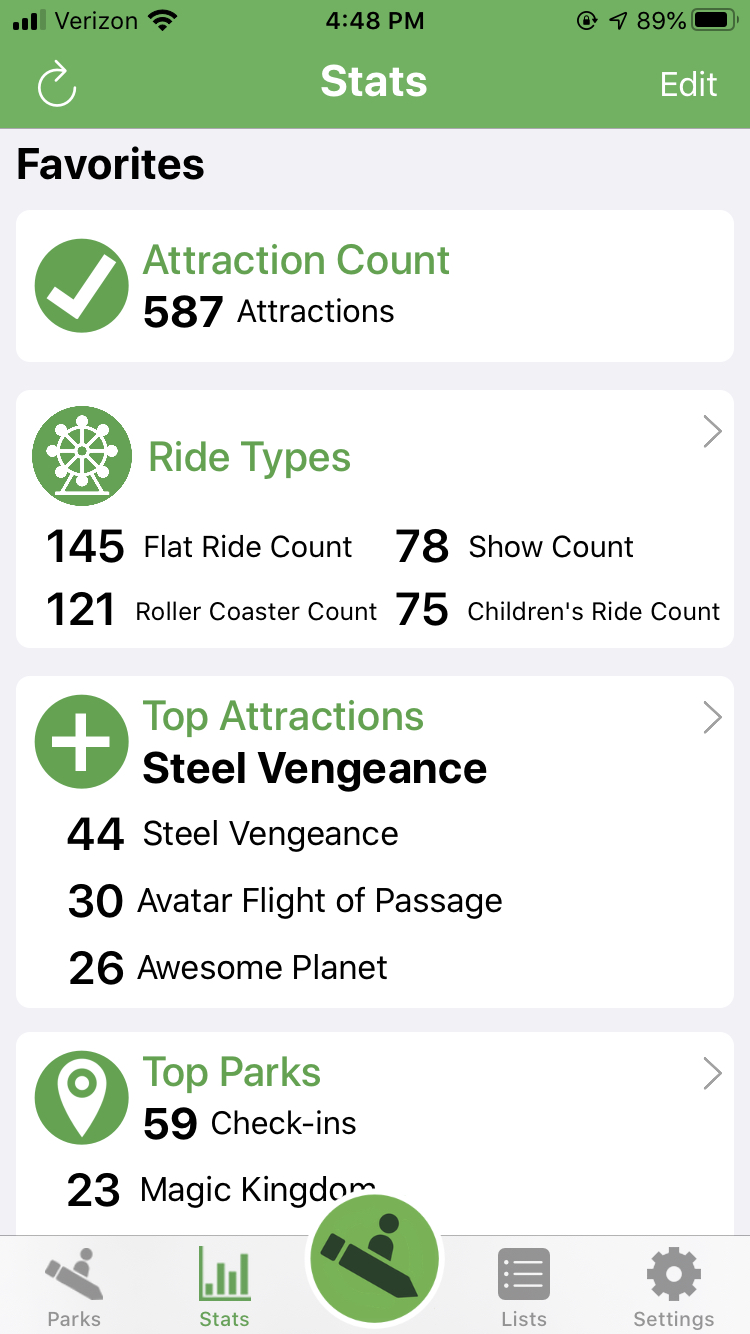 Verizon 4:48 PM 89%
Stats Edit
Favorites
Attraction Count
587 Attractions
Ride Types
145 Flat Ride Count 78 Show Count
121 Roller Coaster Count 75 Children's Ride Count
Top Attractions
Steel Vengeance
44 Steel Vengeance
30 Avatar Flight of Passage
26 Awesome Planet
Top Parks
59 Check-ins
23 Magic Kingdom
Parks Stats Lists Settings